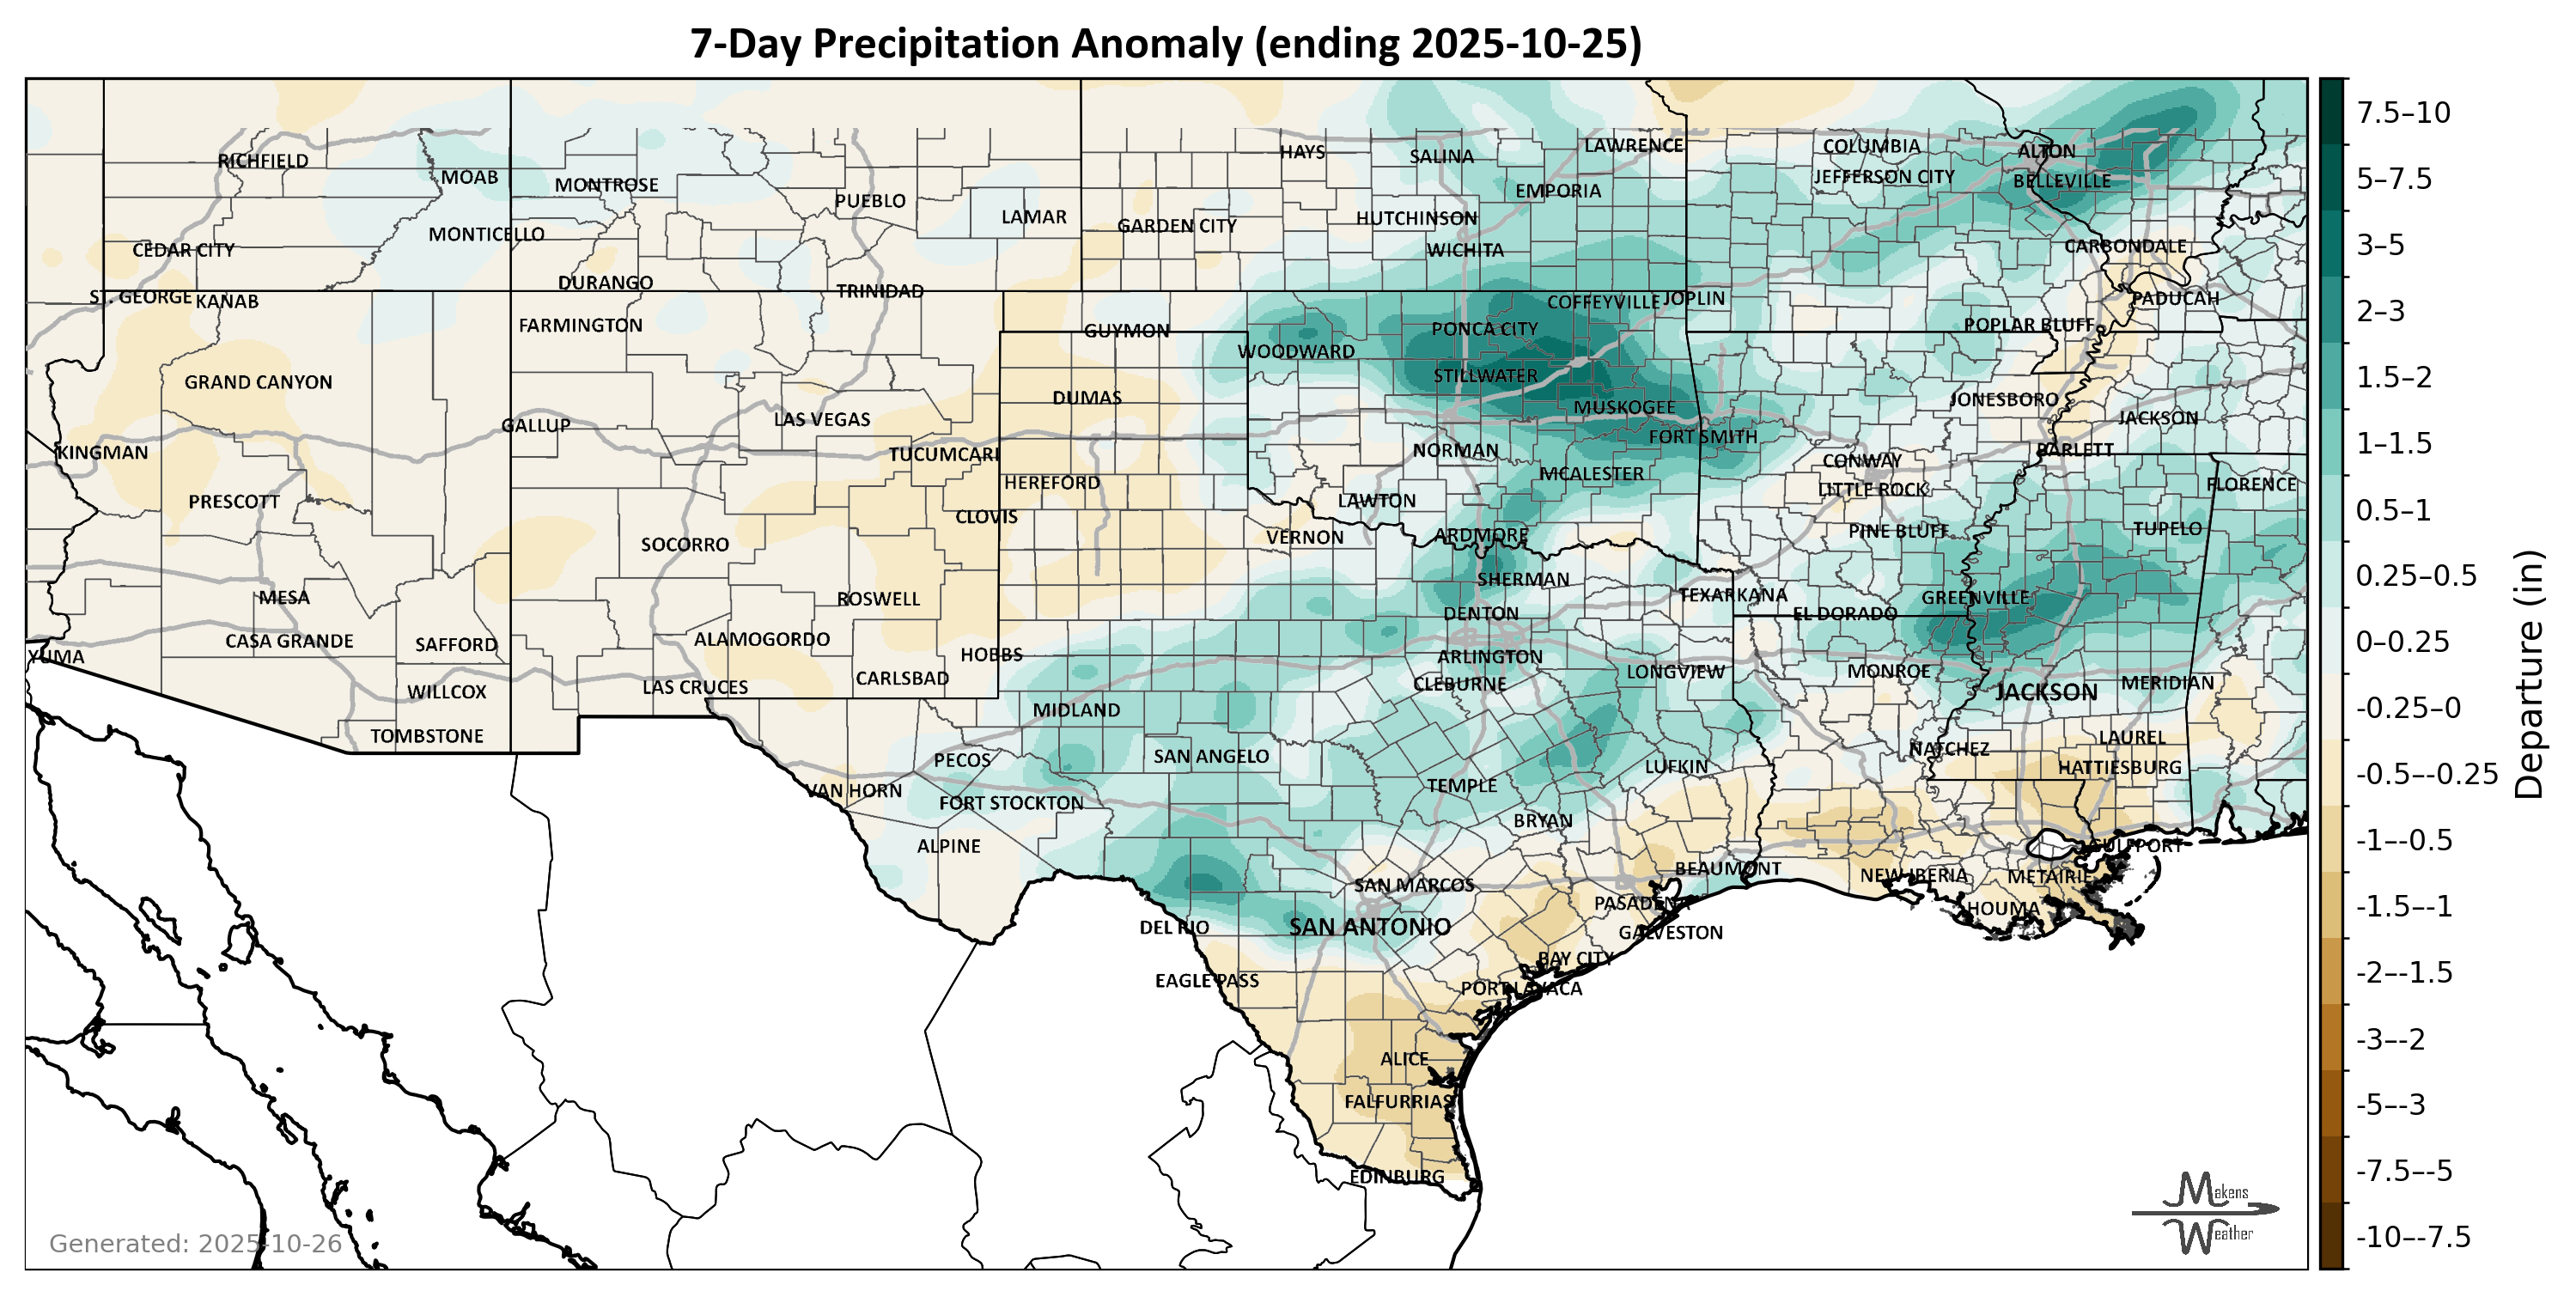 7-Day Precipitation Anomaly (ending 2025-10-25)
RICHFIELD
MOAB
MONTROSE
PUEBLO
LAMAR
HAYS
SALINA
LAWRENCE
COLUMBIA
ALTON
JEFFERSON CITY
BELLEVILLE
EMPORIA
GARDEN CITY
HUTCHINSON
WICHITA
MONTICELLO
CEDAR CITY
CARBONDALE
DURANGO
TRINIDAD
ST. GEORGE
KANAB
FARMINGTON
GUYMON
COFFEYVILLE
JOPLIN
PONCA CITY
PADUCAH
POPLAR BLUFF
WOODWARD
STILLWATER
GRAND CANYON
DUMAS
MUSKOGEE
JONESBORO
JACKSON
GALLUP
LAS VEGAS
KINGMAN
TUCUMCARI
NORMAN
FORT SMITH
BARLETT
CONWAY
HEREFORD
MCALESTER
LITTLE ROCK
FLORENCE
PRESCOTT
LAWTON
CLOVIS
VERNON
ARDMORE
PINE BLUFF
TUPELO
SOCORRO
SHERMAN
MESA
ROSWELL
TEXARKANA
GREENVILLE
DENTON
EL DORADO
CASA GRANDE
SAFFORD
ALAMOGORDO
HOBBS
ARLINGTON
YUMA
CARLSBAD
CLEBURNE
LONGVIEW
MONROE
JACKSON
MERIDIAN
WILLCOX
LAS CRUCES
MIDLAND
TOMBSTONE
PECOS
SAN ANGELO
LUFKIN
NATCHEZ
LAUREL
HATTIESBURG
VAN HORN
FORT STOCKTON
TEMPLE
BRYAN
ALPINE
GULFPORT
BEAUMONT
SAN MARCOS
NEW IBERIA
METAIRIE
PASADENA
HOUMA
DEL RIO
SAN ANTONIO
GALVESTON
EAGLE PASS
BAY CITY
PORT LAVACA
ALICE
FALFURRIAS
EDINBURG
Generated: 2025-10-26
Makens
Weather
7.5–10
5–7.5
3–5
2–3
1.5–2
1–1.5
0.5–1
0.25–0.5
0–0.25
-0.25–0
-0.5–-0.25
-1–-0.5
-1.5–-1
-2–-1.5
-3–-2
-5–-3
-7.5–-5
-10–-7.5
Departure (in)